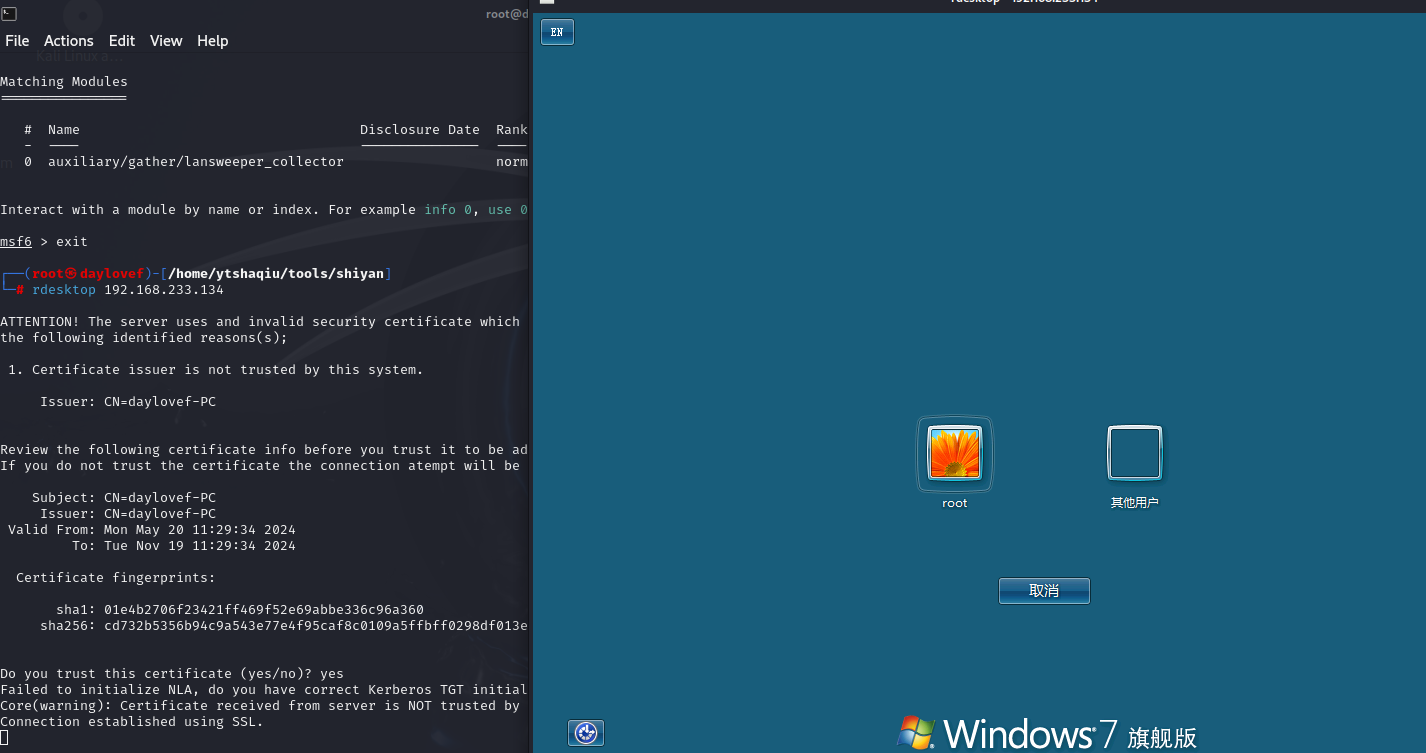 root@d
File Actions Edit View Help
Matching Modules
================
# Name Disclosure Date Rank
- ---- --------------- ----
0 auxiliary/gather/lansweeper_collector norm
Interact with a module by name or index. For example info 0, use 0
msf6 > exit
┌──(root㉿daylovef)-[/home/ytshaqiu/tools/shiyan]
└─# rdesktop 192.168.233.134
ATTENTION! The server uses and invalid security certificate which
the following identified reasons(s);
1. Certificate issuer is not trusted by this system.
Issuer: CN=daylovef-PC
Review the following certificate info before you trust it to be ad
If you do not trust the certificate the connection atempt will be
Subject: CN=daylovef-PC
Issuer: CN=daylovef-PC
Valid From: Mon May 20 11:29:34 2024
To: Tue Nov 19 11:29:34 2024
Certificate fingerprints:
sha1: 01e4b2706f23421ff469f52e69abbe336c96a360
sha256: cd732b5356b94c9a543e77e4f95caf8c0109a5ffbff0298df013e
Do you trust this certificate (yes/no)? yes
Failed to initialize NLA, do you have correct Kerberos TGT initial
Core(warning): Certificate received from server is NOT trusted by
Connection established using SSL.
rdesktop - 192.168.233.134
EN
root
其他用户
取消
Windows 7 旗舰版